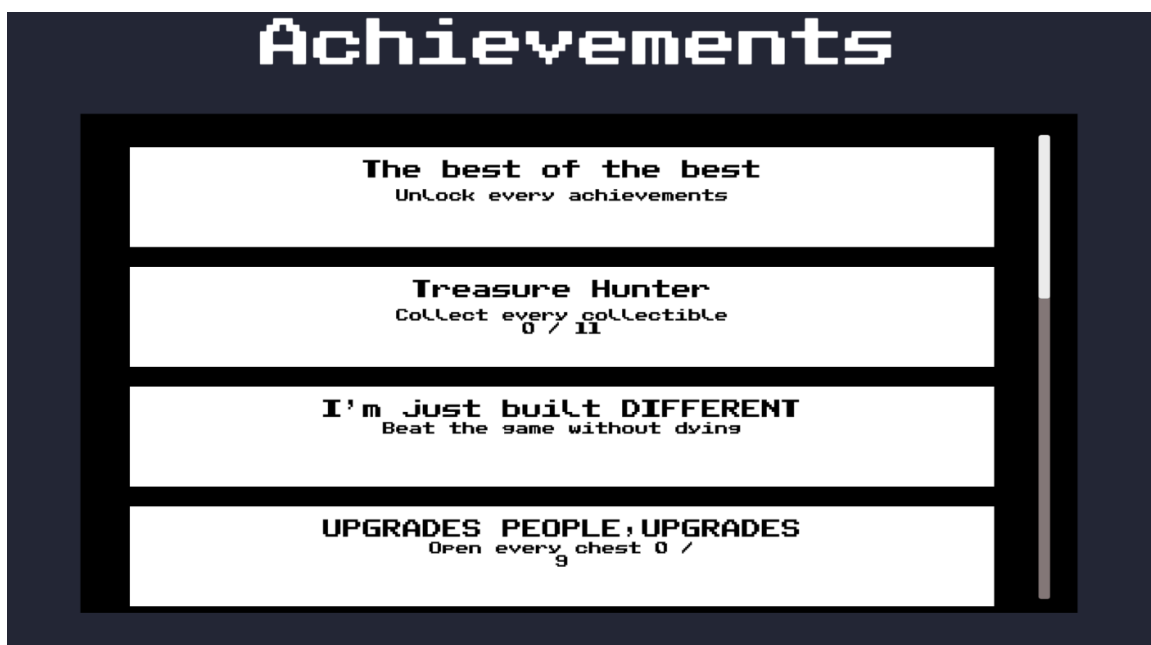 Achievements
The best of the best
Unlock every achievements
Treasure Hunter
Collect every collectible
0 / 11
I'm just built DIFFERENT
Beat the game without dying
UPGRADES PEOPLE,UPGRADES
Open every chest 0 /
9